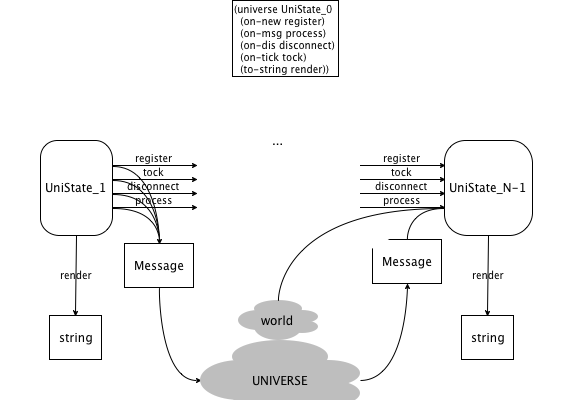 (universe UniState_0
(on-new register)
(on-msg process)
(on-dis disconnect)
(on-tick tock)
(to-string render))
...
register
tock
disconnect
process
UniState_1
register
tock
disconnect
process
UniState_N-1
Message
Message
render
render
string
world
string
UNIVERSE